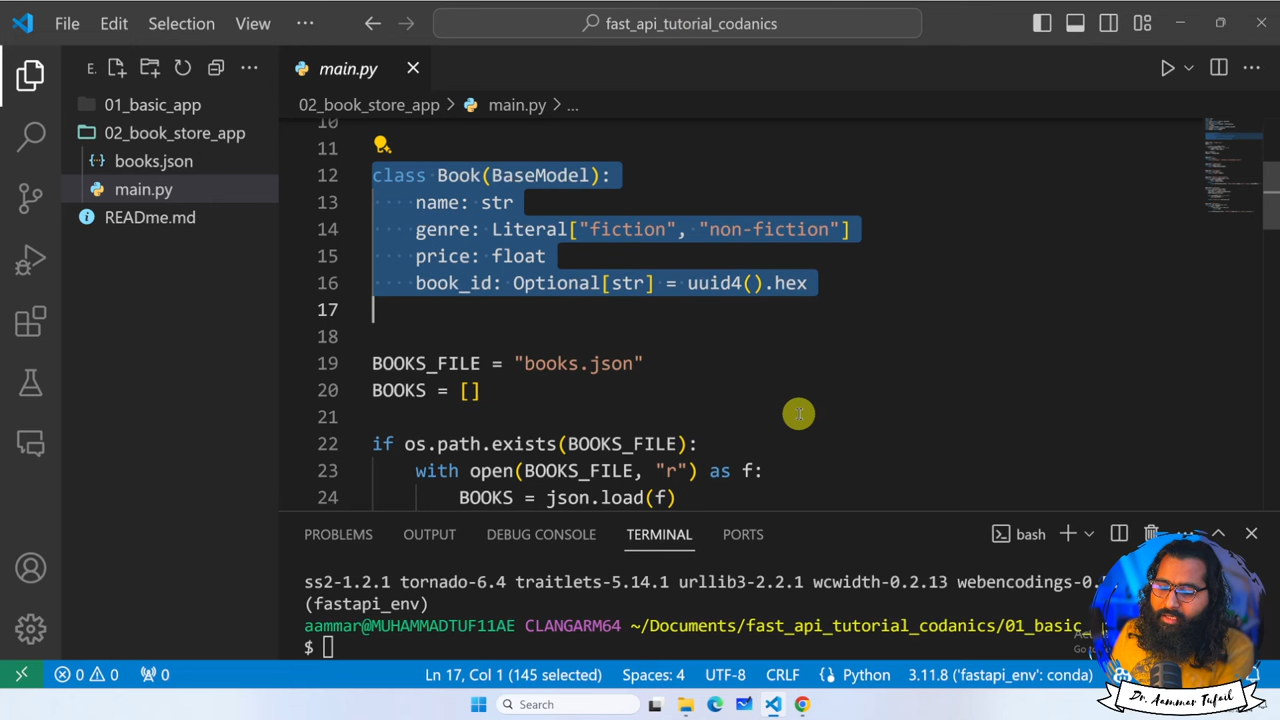 File Edit Selection View ··· fast_api_tutorial_codanics
E. main.py
01_basic_app
02_book_store_app
books.json
main.py
READme.md
02_book_store_app > main.py > ...
10
11
12 class Book(BaseModel):
13 name: str
14 genre: Literal["fiction", "non-fiction"]
15 price: float
16 book_id: Optional[str] = uuid4().hex
17
18
19 BOOKS_FILE = "books.json"
20 BOOKS = []
21
22 if os.path.exists(BOOKS_FILE):
23 with open(BOOKS_FILE, "r") as f:
24 BOOKS = json.load(f)
PROBLEMS OUTPUT DEBUG CONSOLE TERMINAL PORTS bash
ss2-1.2.1 tornado-6.4 traitlets-5.14.1 urllib3-2.2.1 wcwidth-0.2.13 webencodings-0.
(fastapi_env)
aammar@MUHAMMADTUF11AE CLANGARM64 ~/Documents/fast_api_tutorial_codanics/01_basic_
$
0 0 0 Ln 17, Col 1 (145 selected) Spaces: 4 UTF-8 CRLF Python 3.11.8 ('fastapi_env': conda)
Dr. Aammar Tufail
Search